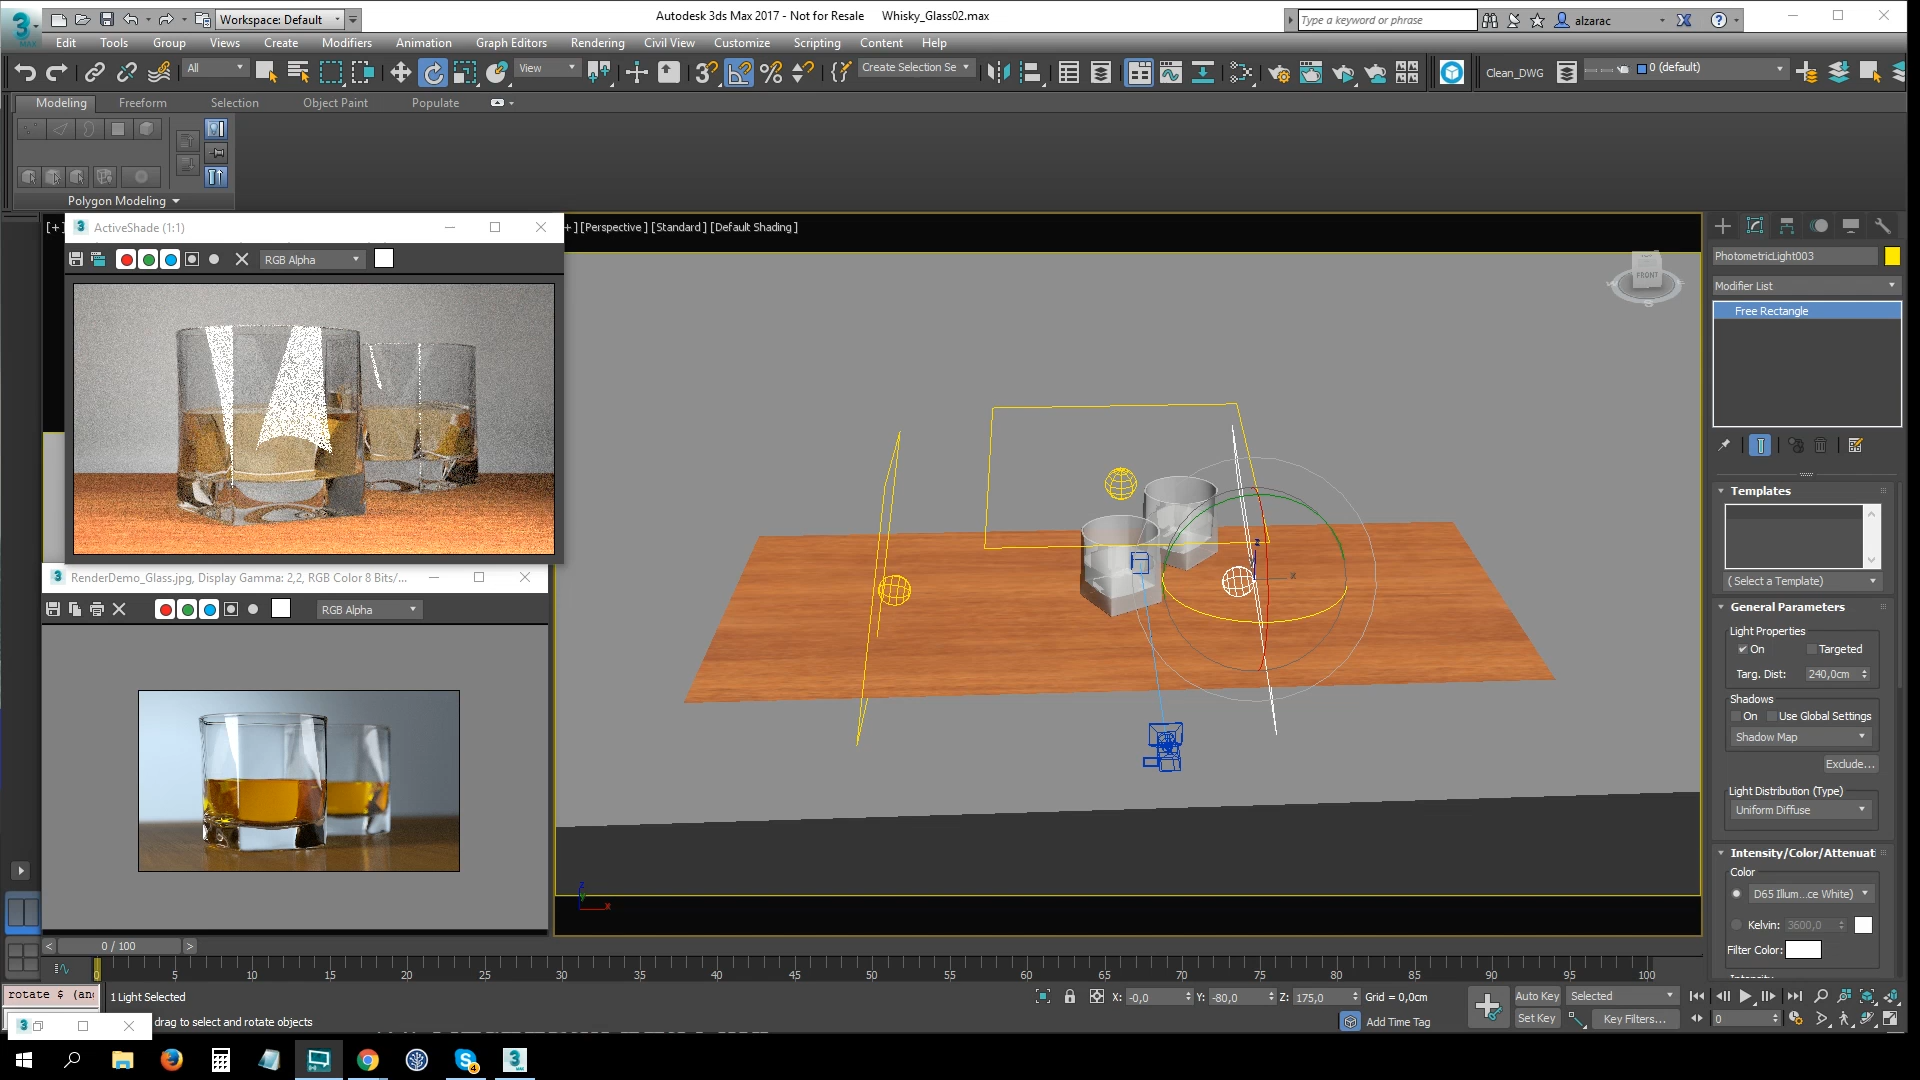 Workspace: Default
Autodesk 3ds Max 2017 - Not for Resale Whisky_Glass02.max
Type a keyword or phrase
alzarac
Edit Tools Group Views Create Modifiers Animation Graph Editors Rendering Civil View Customize Scripting Content Help
All
View
Create Selection Se
Clean_DWG
0 (default)
Modeling Freeform Selection Object Paint Populate
Polygon Modeling
ActiveShade (1:1)
RGB Alpha
[+]
[Perspective] [Standard] [Default Shading]
FRONT
RenderDemo_Glass.jpg, Display Gamma: 2,2, RGB Color 8 Bits/...
RGB Alpha
z
x
PhotometricLight003
Modifier List
Free Rectangle
Templates
( Select a Template)
General Parameters
Light Properties
On Targeted
Targ. Dist: 240,0cm
Shadows
On Use Global Settings
Shadow Map
Exclude...
Light Distribution (Type)
Uniform Diffuse
Intensity/Color/Attenuat
Color
D65 Illum...ce White)
Kelvin: 3600,0
Filter Color:
0 / 100
0 5 10 15 20 25 30 35 40 45 50 55 60 65 70 75 80 85 90 95 100
rotate $ (an
1 Light Selected
X: -0,0 Y: -80,0 Z: 175,0 Grid = 0,0cm
Auto Key Selected
drag to select and rotate objects
Add Time Tag
Set Key Key Filters...
0
4